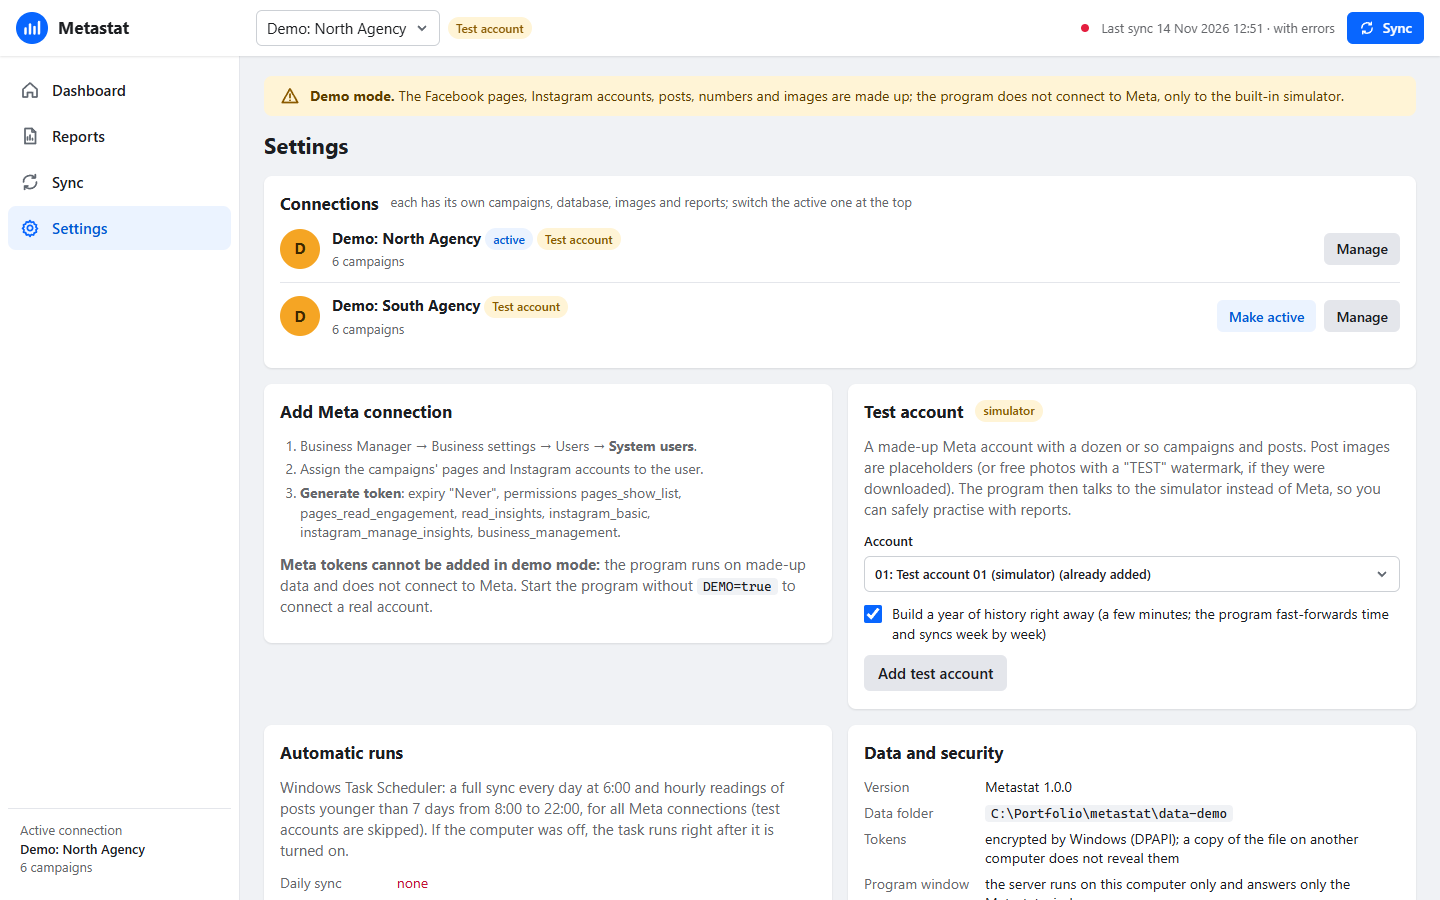 Metastat
Demo: North Agency
Test account
Last sync 14 Nov 2026 12:51 · with errors
Sync
Dashboard
Reports
Sync
Settings
Active connection
Demo: North Agency
6 campaigns
Demo mode. The Facebook pages, Instagram accounts, posts, numbers and images are made up; the program does not connect to Meta, only to the built-in simulator.
Settings
Connections each has its own campaigns, database, images and reports; switch the active one at the top
D
Demo: North Agency active Test account
6 campaigns
Manage
D
Demo: South Agency Test account
6 campaigns
Make active
Manage
Add Meta connection
1. Business Manager → Business settings → Users → System users.
2. Assign the campaigns' pages and Instagram accounts to the user.
3. Generate token: expiry "Never", permissions pages_show_list,
pages_read_engagement, read_insights, instagram_basic,
instagram_manage_insights, business_management.
Meta tokens cannot be added in demo mode: the program runs on made-up
data and does not connect to Meta. Start the program without DEMO=true to
connect a real account.
Test account simulator
A made-up Meta account with a dozen or so campaigns and posts. Post images
are placeholders (or free photos with a "TEST" watermark, if they were
downloaded). The program then talks to the simulator instead of Meta, so you
can safely practise with reports.
Account
01: Test account 01 (simulator) (already added)
Build a year of history right away (a few minutes; the program fast-forwards time
and syncs week by week)
Add test account
Automatic runs
Windows Task Scheduler: a full sync every day at 6:00 and hourly readings of
posts younger than 7 days from 8:00 to 22:00, for all Meta connections (test
accounts are skipped). If the computer was off, the task runs right after it is
turned on.
Daily sync none
Data and security
Version Metastat 1.0.0
Data folder C:\Portfolio\metastat\data-demo
Tokens encrypted by Windows (DPAPI); a copy of the file on another
computer does not reveal them
Program window the server runs on this computer only and answers only the